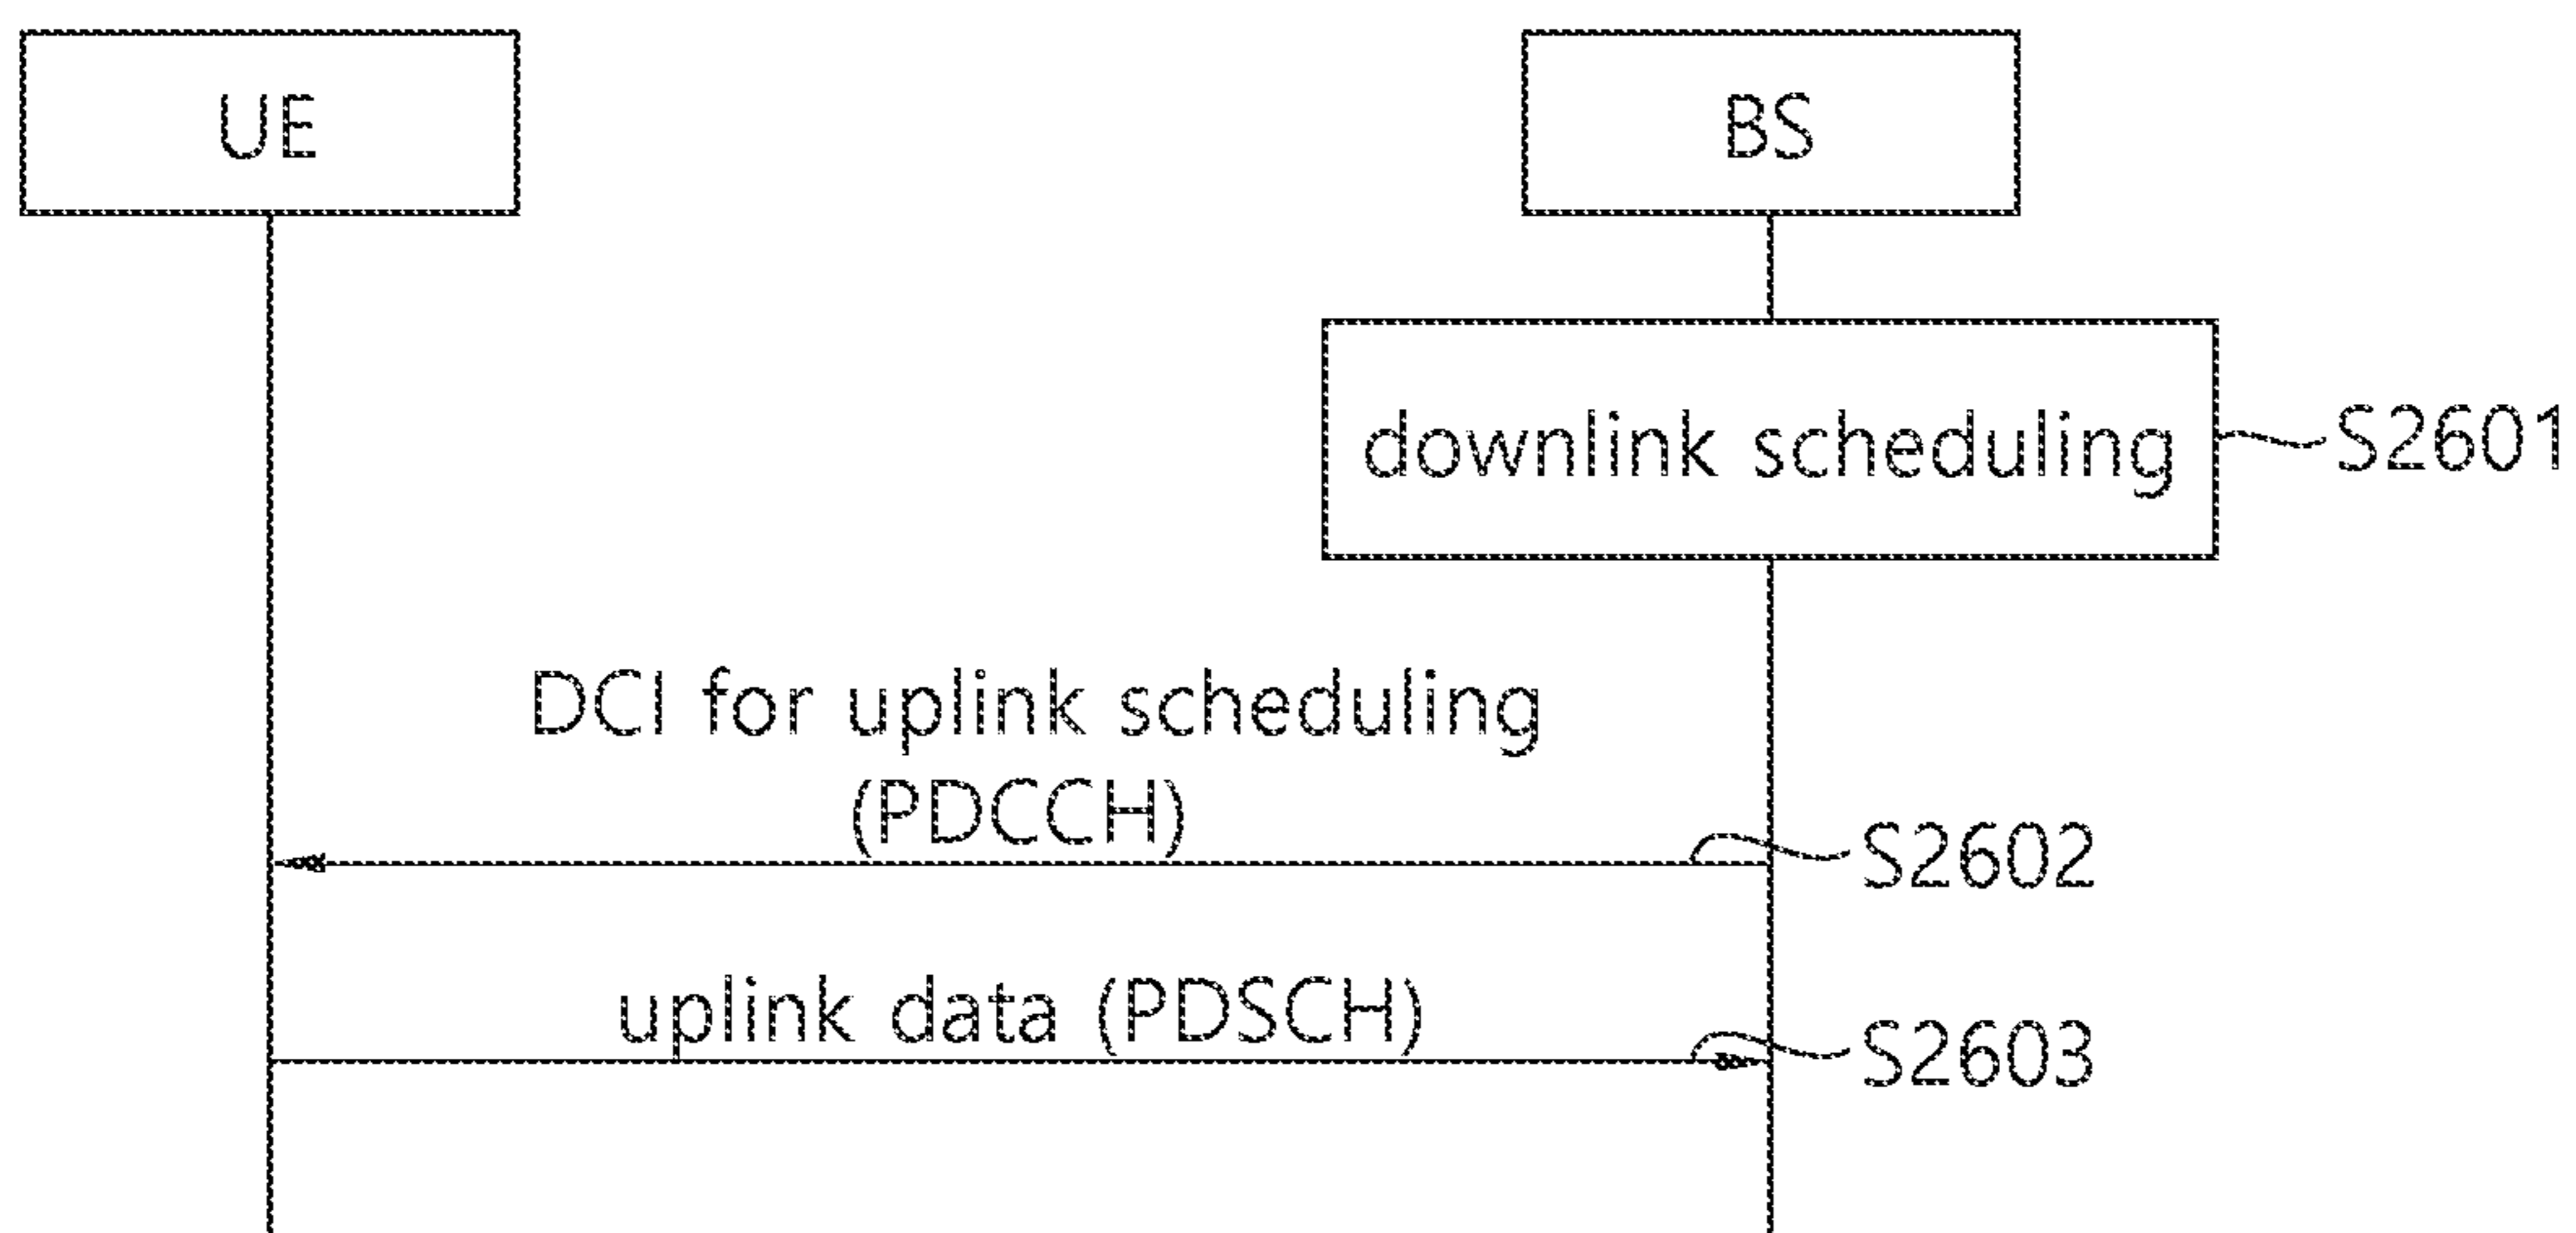 UE
BS
downlink scheduling
S2601
DCI for uplink scheduling
(PDCCH)
S2602
uplink data (PDSCH)
S2603